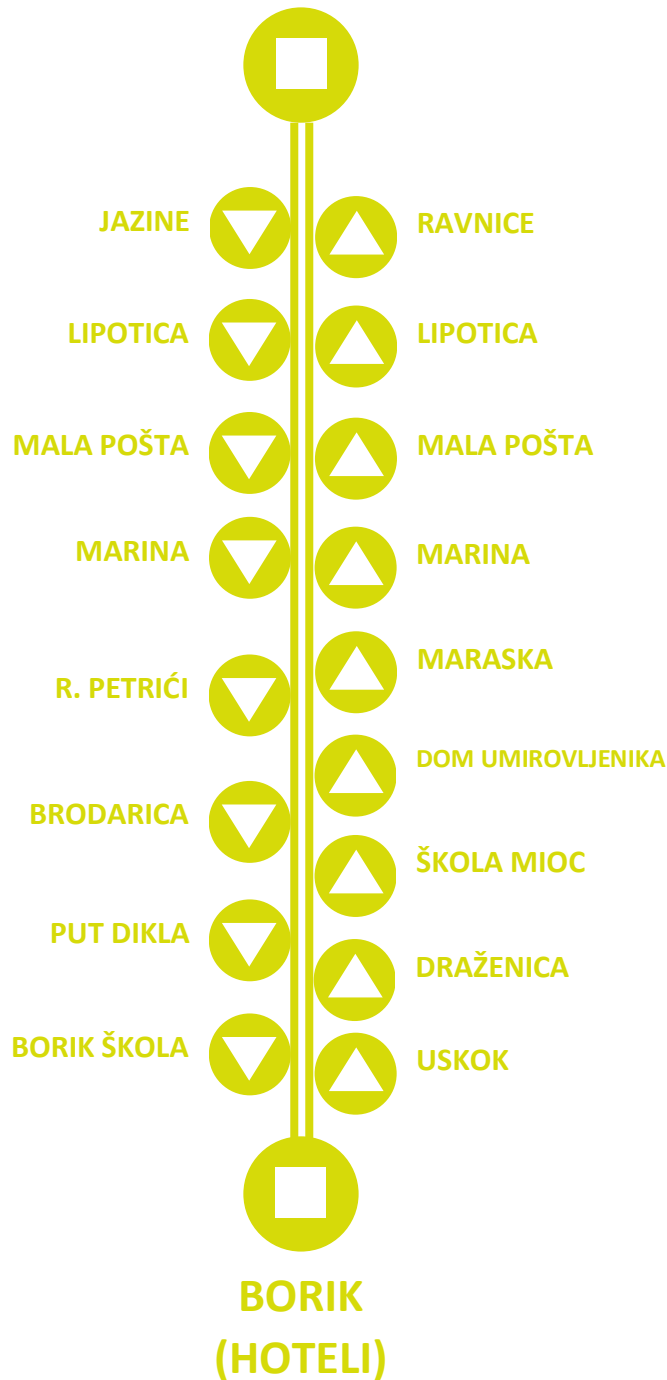 JAZINE
RAVNICE
LIPOTICA
LIPOTICA
MALA POŠTA
MALA POŠTA
MARINA
MARINA
MARASKA
R. PETRIĆI
DOM UMIROVLJENIKA
BRODARICA
ŠKOLA MIOC
PUT DIKLA
DRAŽENICA
BORIK ŠKOLA
USKOK
BORIK
(HOTELI)